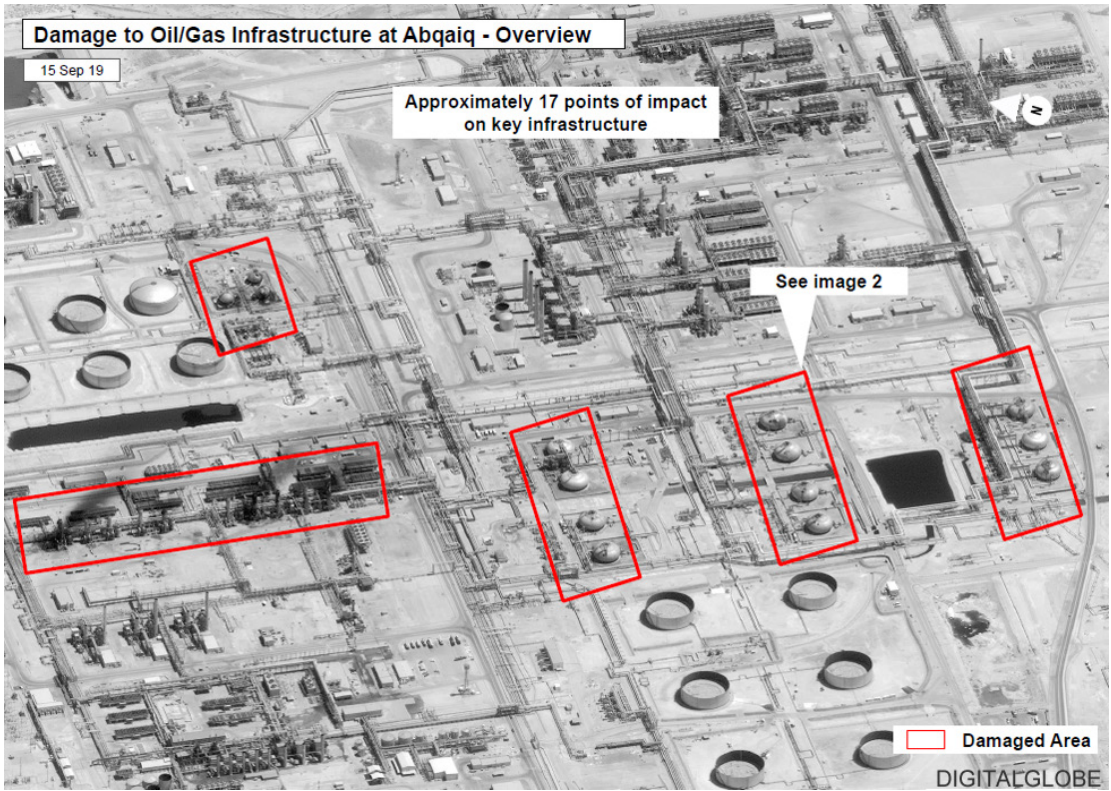 Damage to Oil/Gas Infrastructure at Abqaiq - Overview
15 Sep 19
Approximately 17 points of impact
on key infrastructure
N
See image 2
Damaged Area
DIGITALGLOBE